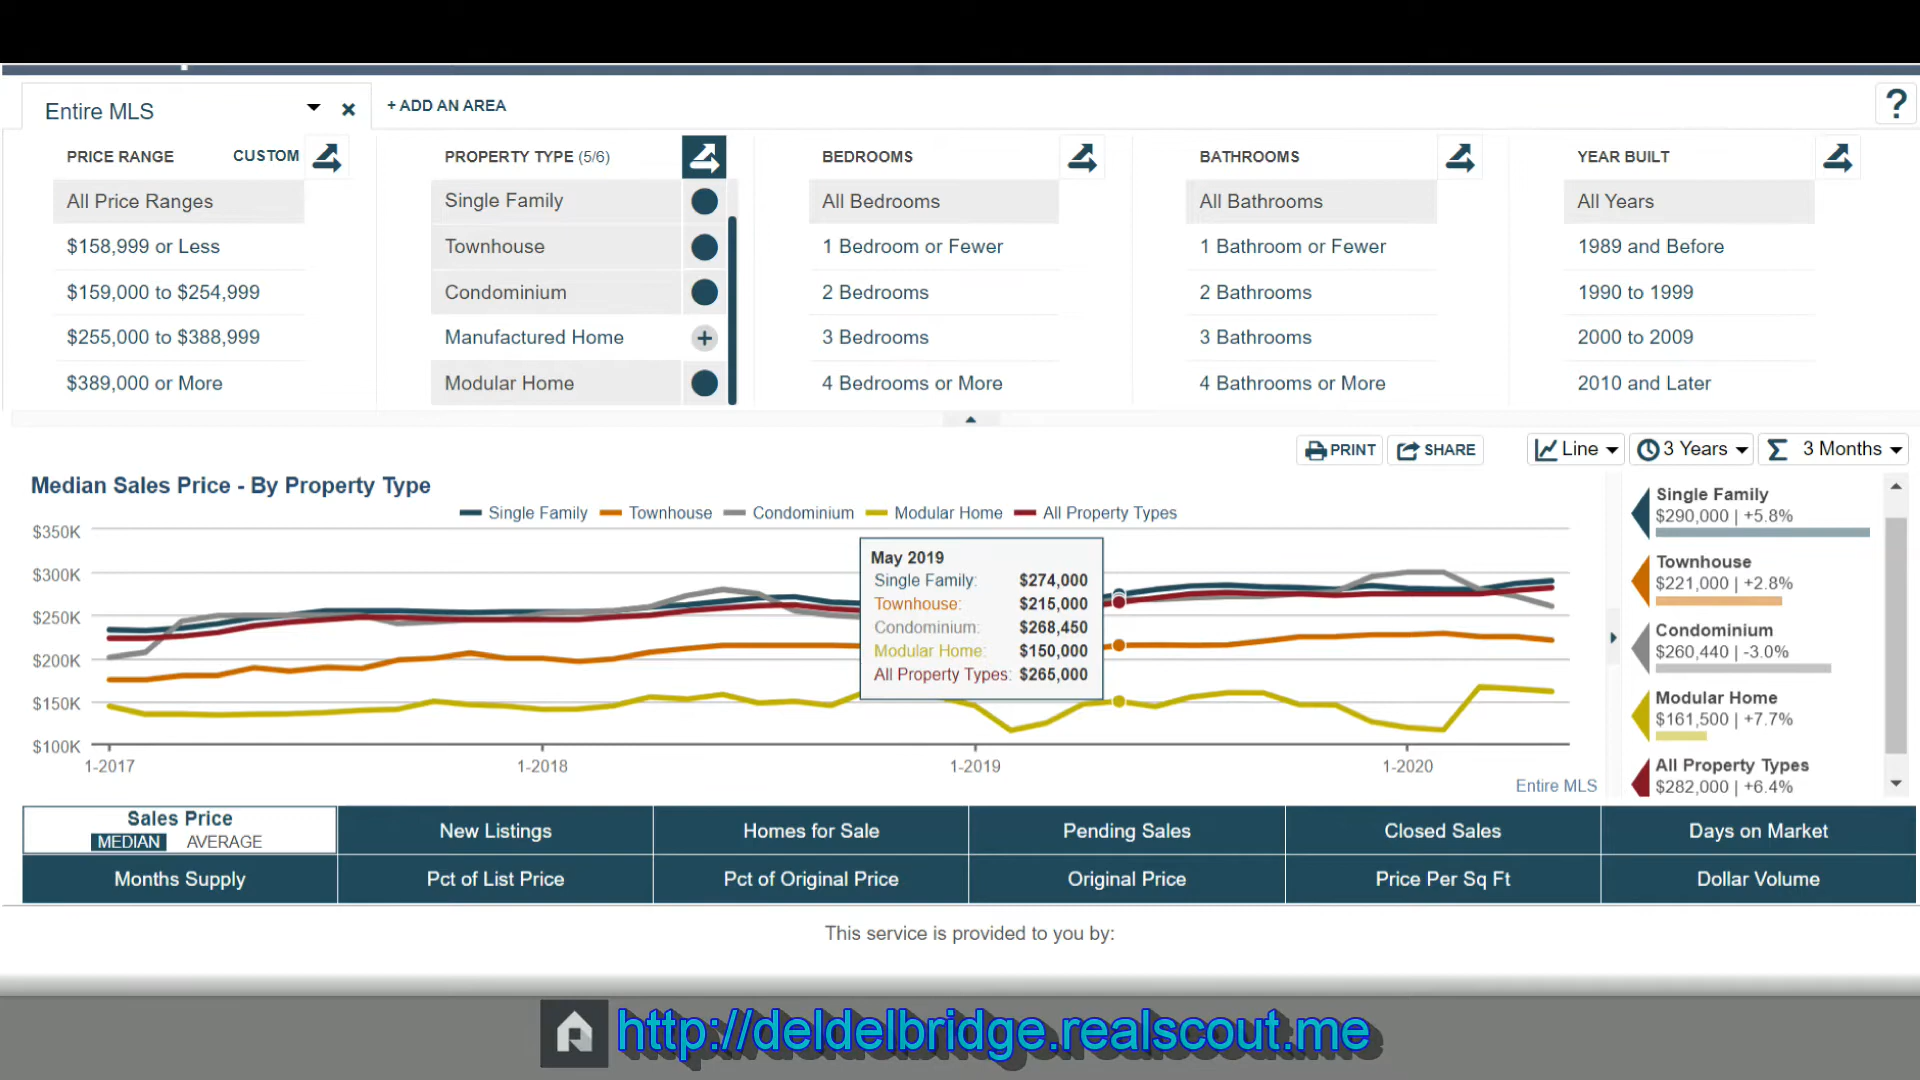 Entire MLS
+ ADD AN AREA
?
PRICE RANGE CUSTOM
All Price Ranges
$158,999 or Less
$159,000 to $254,999
$255,000 to $388,999
$389,000 or More
PROPERTY TYPE (5/6)
Single Family
Townhouse
Condominium
Manufactured Home
Modular Home
BEDROOMS
All Bedrooms
1 Bedroom or Fewer
2 Bedrooms
3 Bedrooms
4 Bedrooms or More
BATHROOMS
All Bathrooms
1 Bathroom or Fewer
2 Bathrooms
3 Bathrooms
4 Bathrooms or More
YEAR BUILT
All Years
1989 and Before
1990 to 1999
2000 to 2009
2010 and Later
PRINT SHARE Line 3 Years Σ 3 Months
Median Sales Price - By Property Type
Single Family Townhouse Condominium Modular Home All Property Types
$350K
$300K
$250K
$200K
$150K
$100K
May 2019
Single Family: $274,000
Townhouse: $215,000
Condominium: $268,450
Modular Home: $150,000
All Property Types: $265,000
1-2017 1-2018 1-2019 1-2020
Entire MLS
Single Family
$290,000 | +5.8%
Townhouse
$221,000 | +2.8%
Condominium
$260,440 | -3.0%
Modular Home
$161,500 | +7.7%
All Property Types
$282,000 | +6.4%
Sales Price
MEDIAN AVERAGE
New Listings
Homes for Sale
Pending Sales
Closed Sales
Days on Market
Months Supply
Pct of List Price
Pct of Original Price
Original Price
Price Per Sq Ft
Dollar Volume
This service is provided to you by:
http://deldelbridge.realscout.me